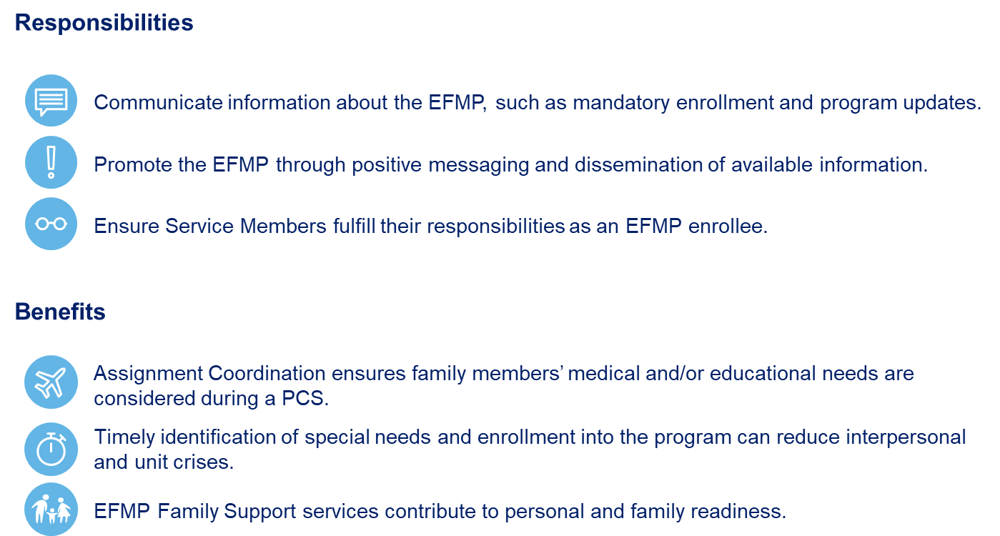 Responsibilities
Communicate information about the EFMP, such as mandatory enrollment and program updates.
Promote the EFMP through positive messaging and dissemination of available information.
Ensure Service Members fulfill their responsibilities as an EFMP enrollee.
Benefits
Assignment Coordination ensures family members’ medical and/or educational needs are
considered during a PCS.
Timely identification of special needs and enrollment into the program can reduce interpersonal
and unit crises.
EFMP Family Support services contribute to personal and family readiness.